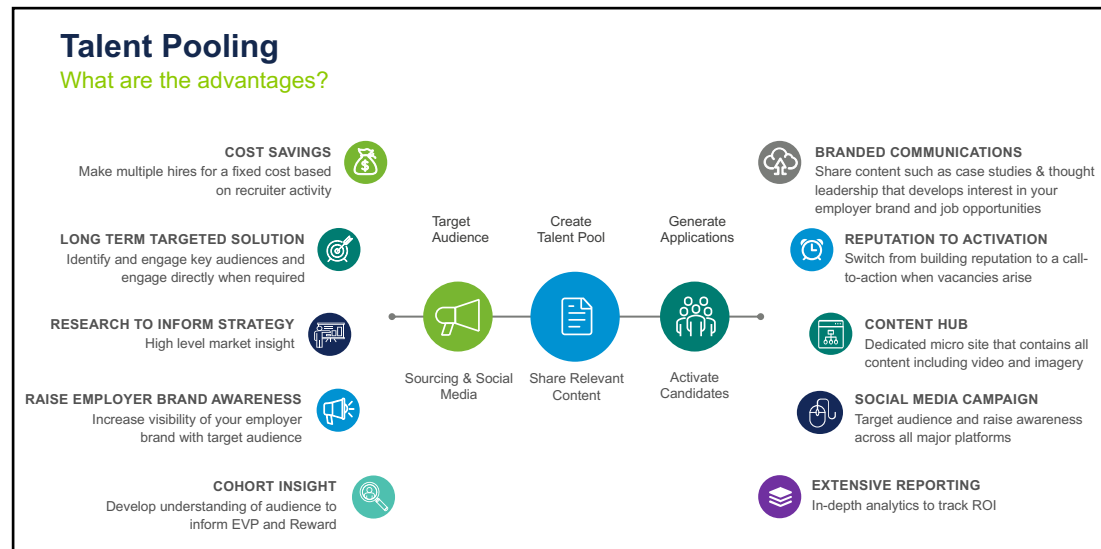 Talent Pooling
What are the advantages?
COST SAVINGS
Make multiple hires for a fixed cost based
on recruiter activity
LONG TERM TARGETED SOLUTION
Identify and engage key audiences and
engage directly when required
RESEARCH TO INFORM STRATEGY
High level market insight
RAISE EMPLOYER BRAND AWARENESS
Increase visibility of your employer
brand with target audience
COHORT INSIGHT
Develop understanding of audience to
inform EVP and Reward
Target
Audience
Sourcing & Social
Media
Create
Talent Pool
Share Relevant
Content
Generate
Applications
Activate
Candidates
BRANDED COMMUNICATIONS
Share content such as case studies & thought
leadership that develops interest in your
employer brand and job opportunities
REPUTATION TO ACTIVATION
Switch from building reputation to a call-
to-action when vacancies arise
CONTENT HUB
Dedicated micro site that contains all
content including video and imagery
SOCIAL MEDIA CAMPAIGN
Target audience and raise awareness
across all major platforms
EXTENSIVE REPORTING
In-depth analytics to track ROI